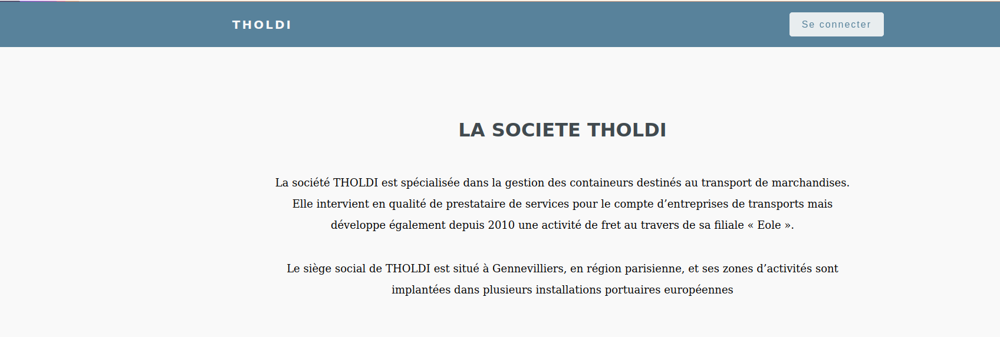 THOLDI
Se connecter
LA SOCIETE THOLDI
La société THOLDI est spécialisée dans la gestion des containeurs destinés au transport de marchandises.
Elle intervient en qualité de prestataire de services pour le compte d’entreprises de transports mais
développe également depuis 2010 une activité de fret au travers de sa filiale « Eole ».
Le siège social de THOLDI est situé à Gennevilliers, en région parisienne, et ses zones d’activités sont
implantées dans plusieurs installations portuaires européennes